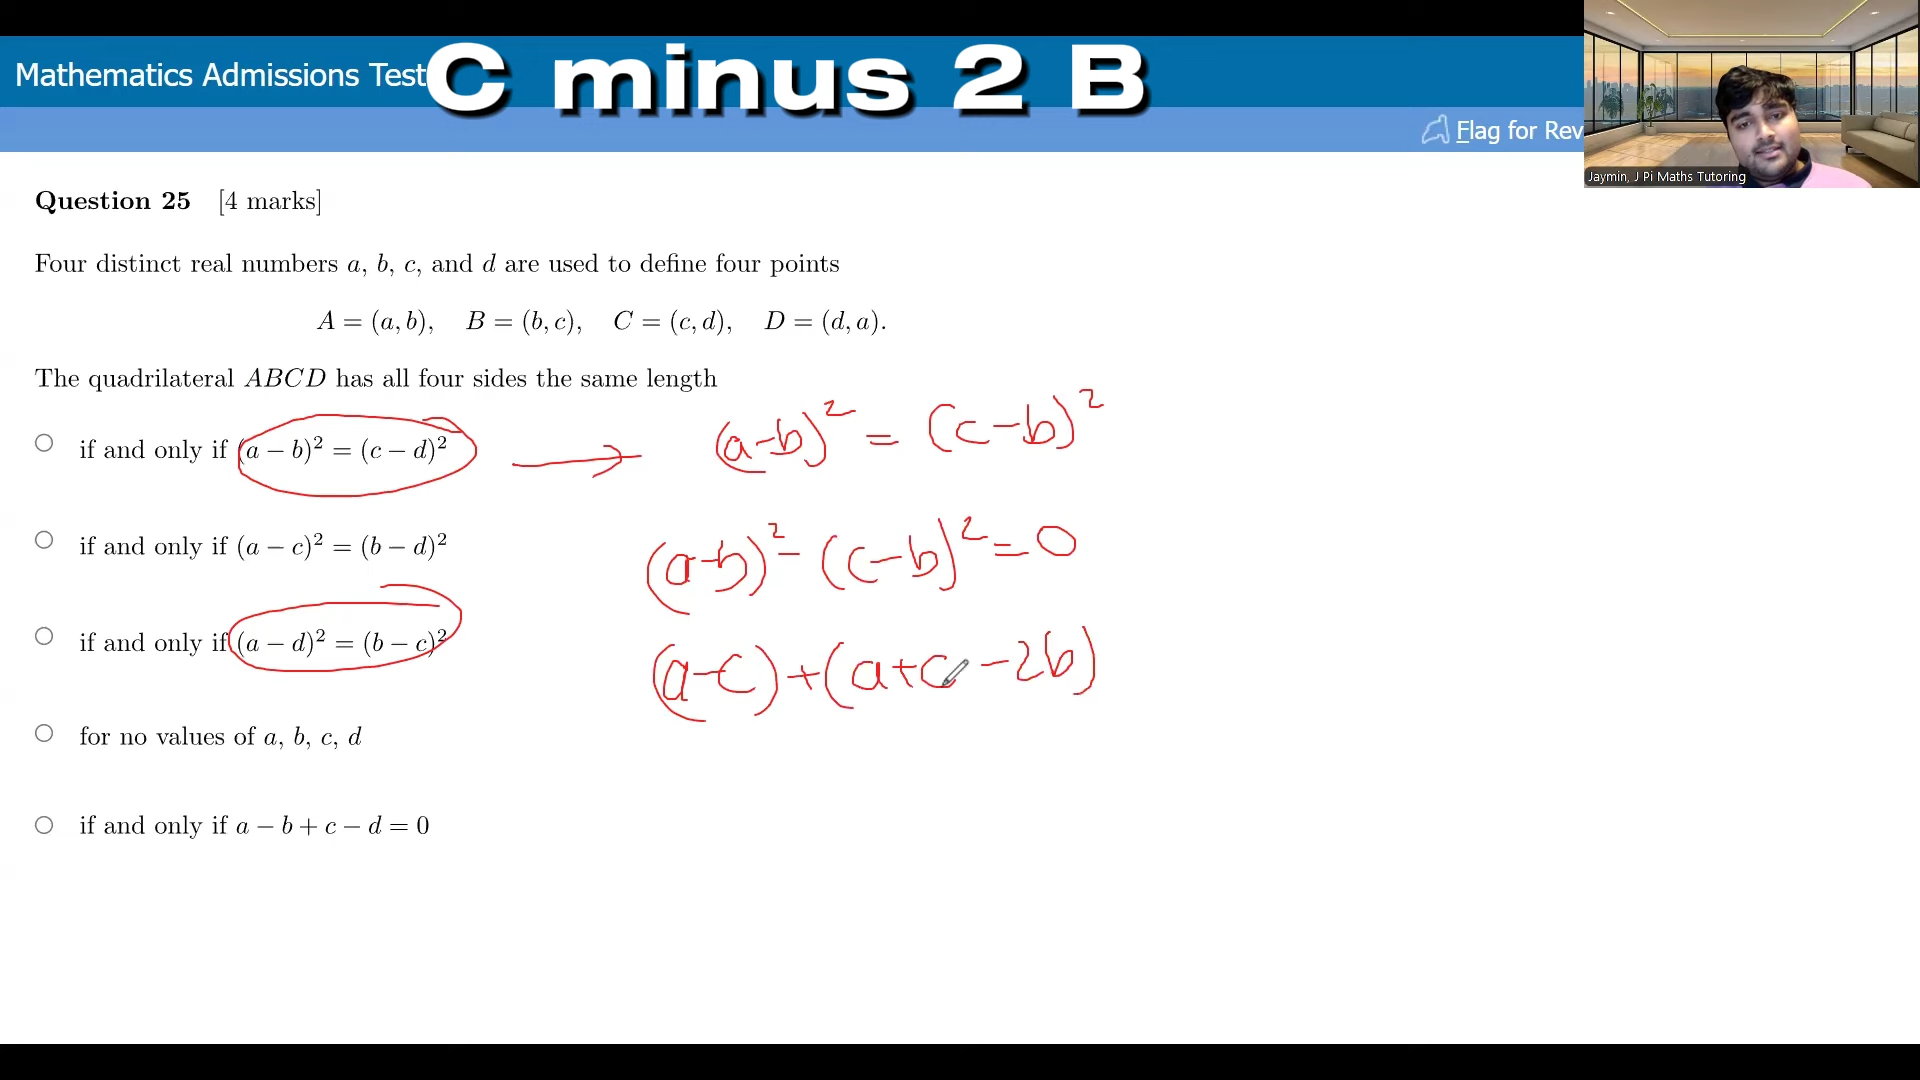 Mathematics Admissions Test
C minus 2 B
Flag for Rev
Jaymin, J Pi Maths Tutoring
Question 25 [4 marks]
Four distinct real numbers a, b, c, and d are used to define four points
A = (a, b), B = (b, c), C = (c, d), D = (d, a).
The quadrilateral ABCD has all four sides the same length
if and only if (a − b)² = (c − d)²
if and only if (a − c)² = (b − d)²
if and only if (a − d)² = (b − c)²
for no values of a, b, c, d
if and only if a − b + c − d = 0
(a-b)² = (c-b)²
(a-b)² - (c-b)² = 0
(a-c)+(a+c-2b)